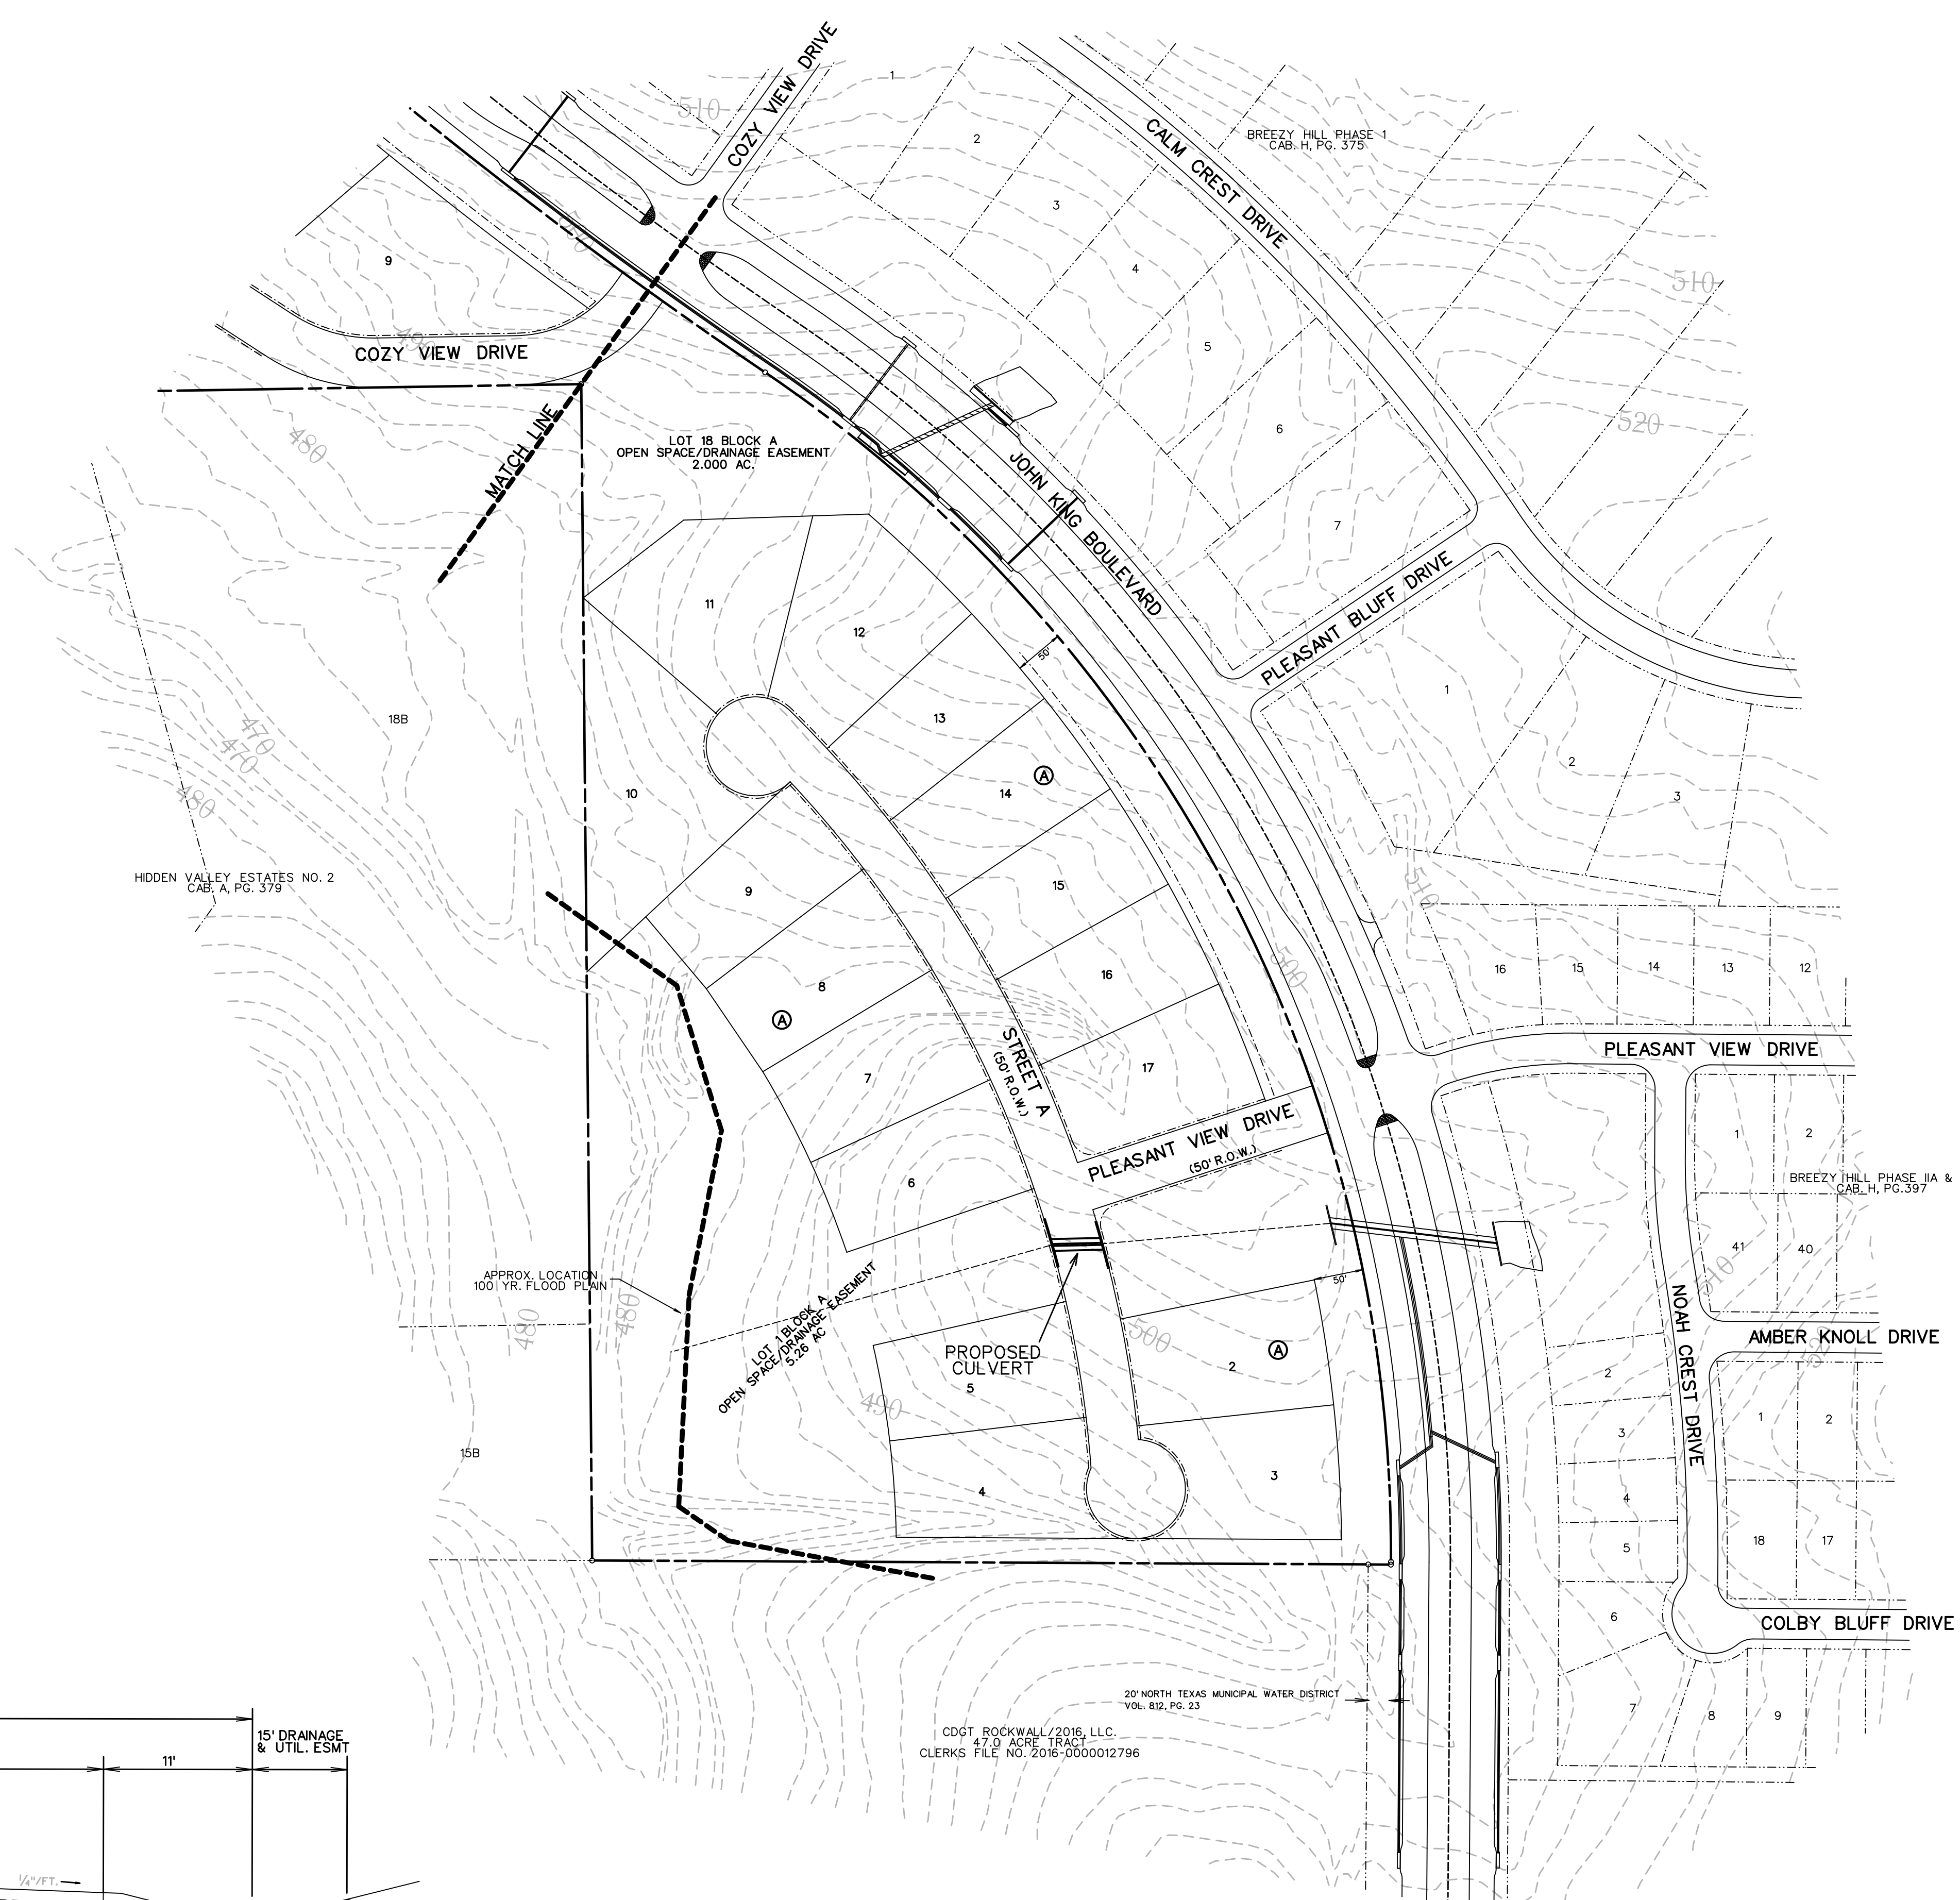 COZY VIEW DRIVE
510
1
2
3
4
5
6
7
CALM CREST DRIVE
BREEZY HILL PHASE 1
CAB. H, PG. 375
510
520
9
490
COZY VIEW DRIVE
480
MATCH LINE
LOT 18 BLOCK A
OPEN SPACE/DRAINAGE EASEMENT
2.000 AC.
JOHN KING BOULEVARD
PLEASANT BLUFF DRIVE
1
2
3
11
12
50'
13
14
A
10
18B
470
470
480
HIDDEN VALLEY ESTATES NO. 2
CAB. A, PG. 379
9
15
8
16
A
7
17
6
STREET A
(50' R.O.W.)
PLEASANT VIEW DRIVE
(50' R.O.W.)
510
500
16
15
14
13
12
PLEASANT VIEW DRIVE
1
2
BREEZY HILL PHASE IIA &
CAB. H, PG.397
41
40
510
NOAH CREST DRIVE
AMBER KNOLL DRIVE
520
APPROX. LOCATION
100 YR. FLOOD PLAIN
480
480
LOT 1 BLOCK A
OPEN SPACE/DRAINAGE EASEMENT
5.26 AC
PROPOSED
CULVERT
50'
500
A
2
5
490
3
4
15B
2
3
4
5
6
7
8
9
1
2
18
17
COLBY BLUFF DRIVE
20' NORTH TEXAS MUNICIPAL WATER DISTRICT
VOL. 812, PG. 23
CDGT ROCKWALL/2016, LLC.
47.0 ACRE TRACT
CLERKS FILE NO. 2016-0000012796
15' DRAINAGE
& UTIL. ESMT
11'
1/4"/FT.